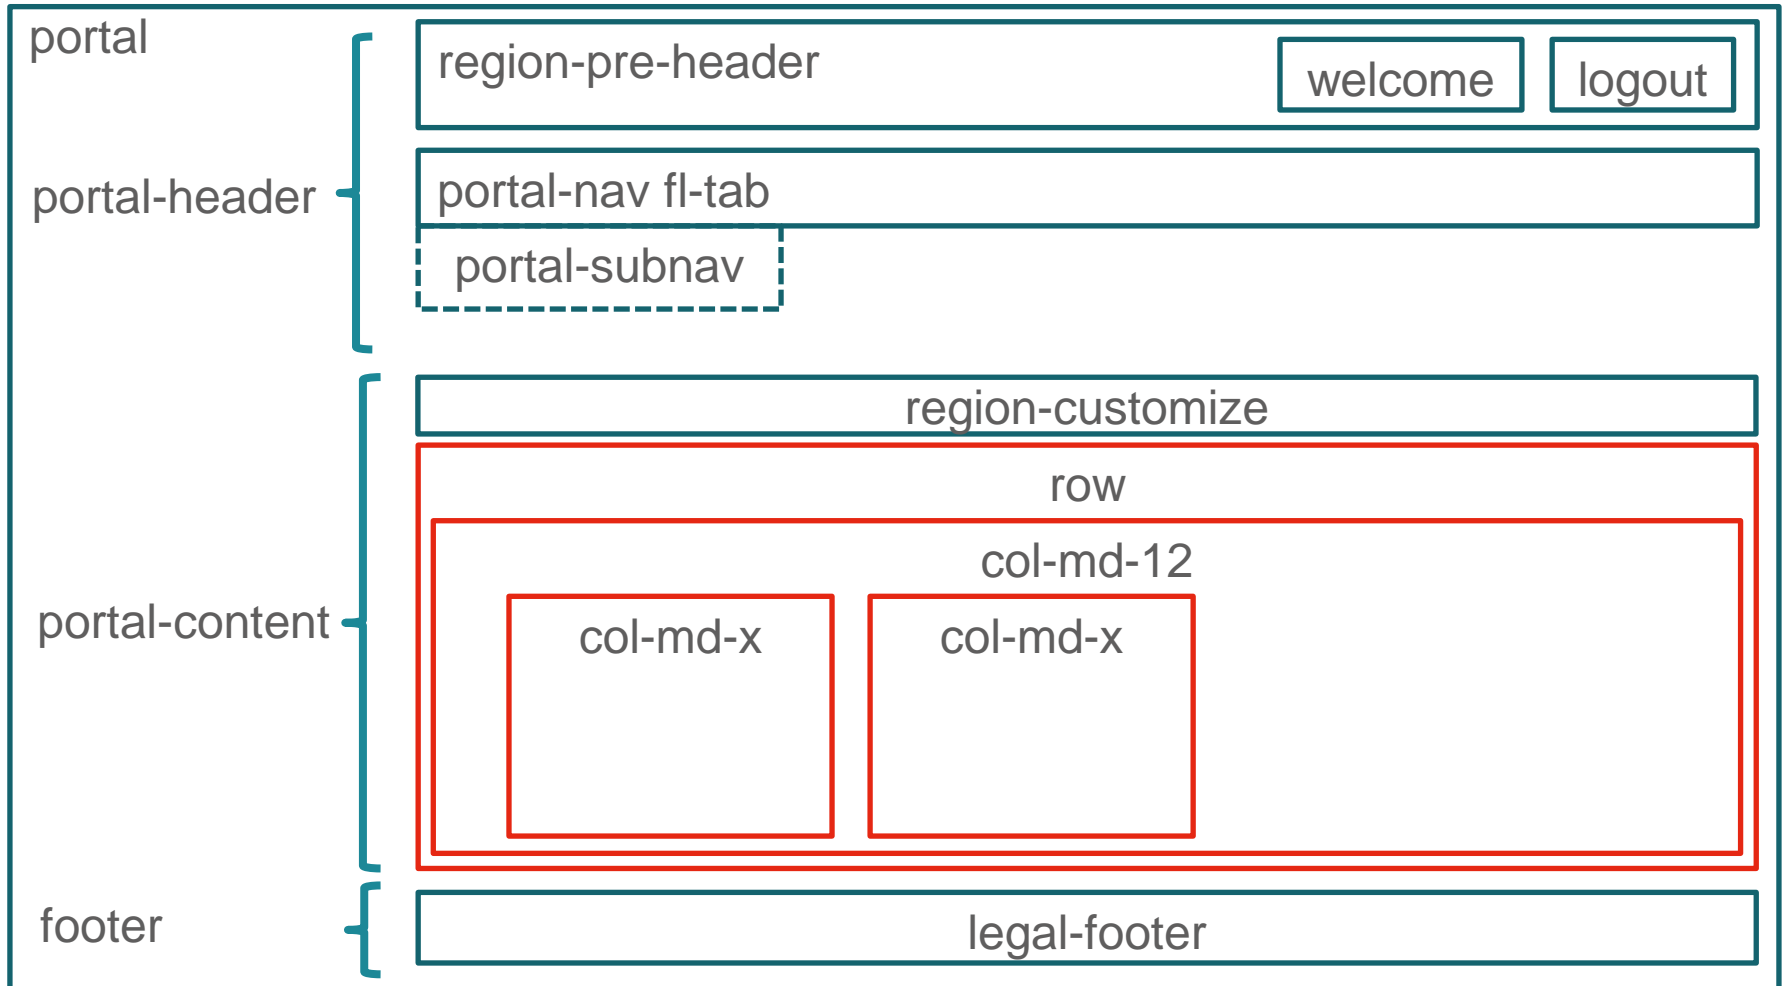 portal
region-pre-header
welcome
logout
portal-header
portal-nav fl-tab
portal-subnav
region-customize
row
col-md-12
portal-content
col-md-x
col-md-x
footer
legal-footer